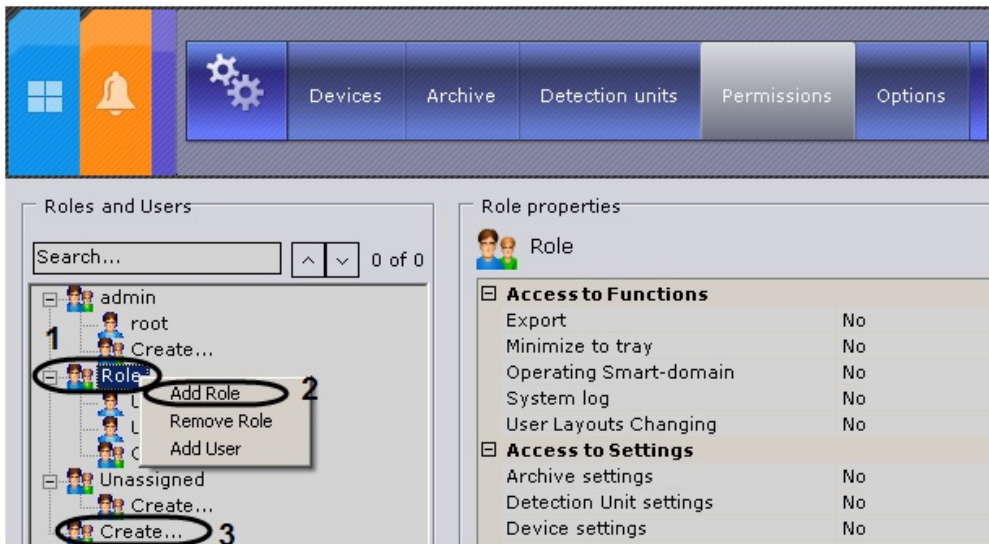 Devices Archive Detection units Permissions Options
Roles and Users
Search...
0 of 0
admin
root
1
Create...
Role
Add Role
2
Remove Role
Add User
U
U
C
Unassigned
Create...
Create...
3
Role properties
Role
Access to Functions
Export No
Minimize to tray No
Operating Smart-domain No
System log No
User Layouts Changing No
Access to Settings
Archive settings No
Detection Unit settings No
Device settings No